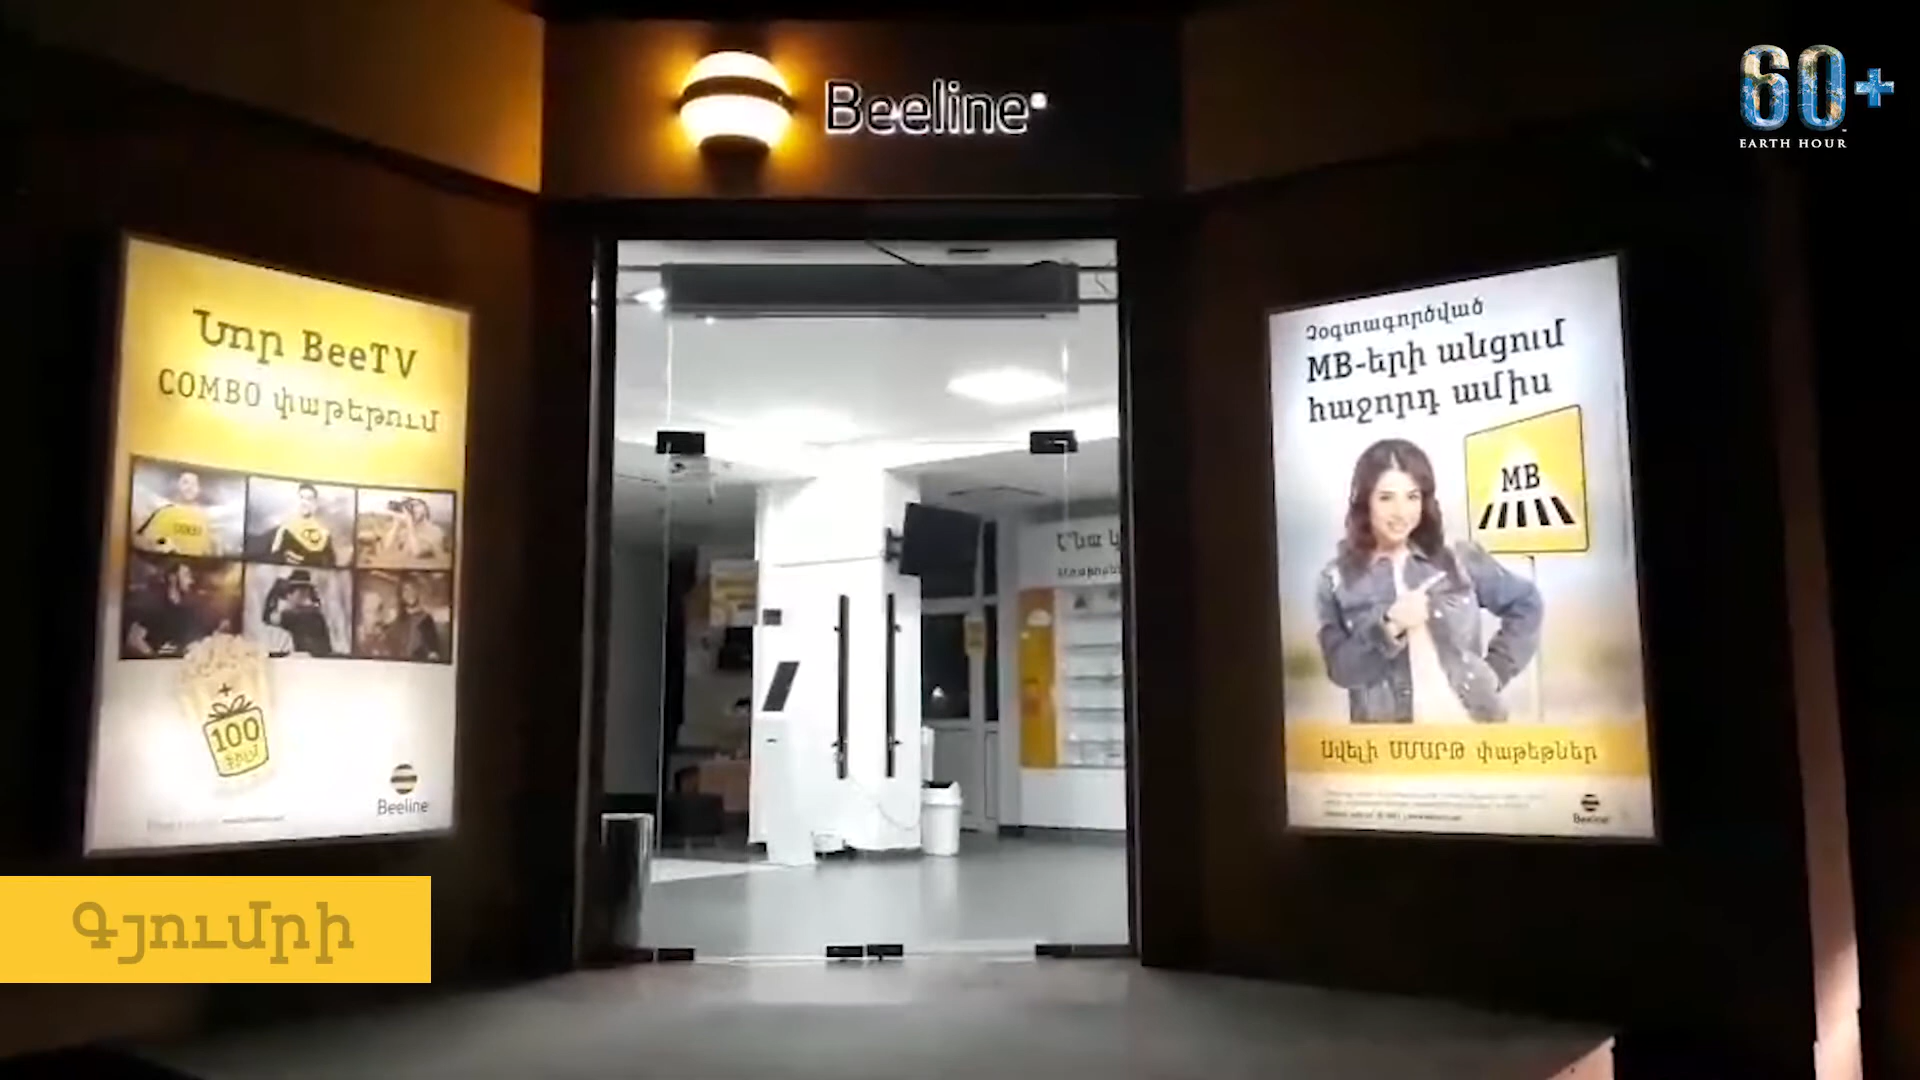 Beeline
60+
EARTH HOUR
Նոր BeeTV
COMBO փաթեթում
+
100
ֆիլմ
Beeline
Չօգտագործված
MB-երի անցում
հաջորդ ամիս
MB
Ավելի ՍՄԱՐԹ փաթեթներ
Beeline
Գյումրի